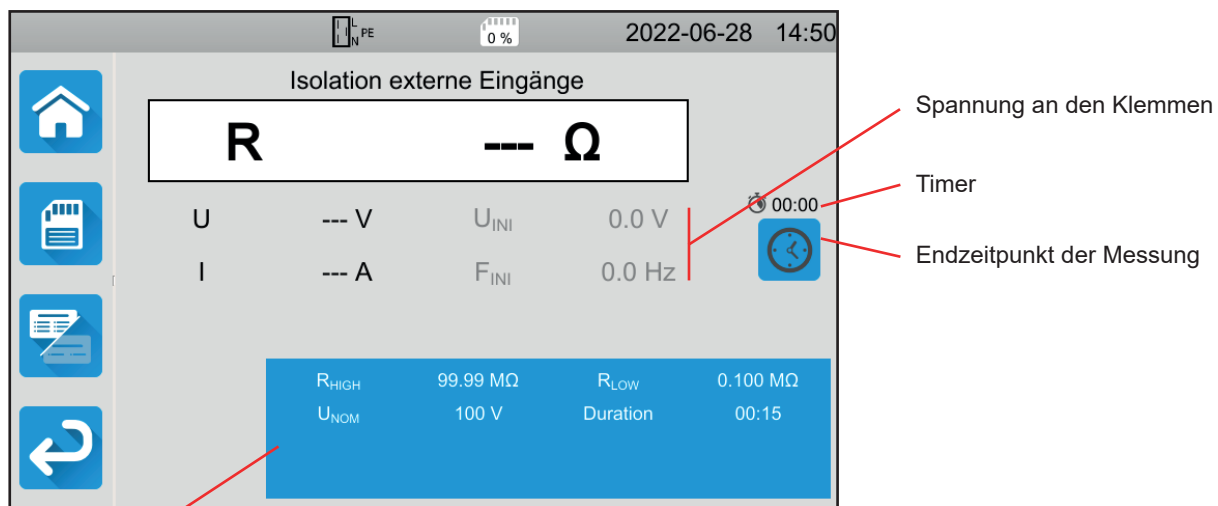 L
N PE
0 %
2022-06-28 14:50
Isolation externe Eingänge
R --- Ω
Spannung an den Klemmen
Timer
00:00
U --- V U_INI 0.0 V
Endzeitpunkt der Messung
I --- A F_INI 0.0 Hz
R_HIGH 99.99 MΩ R_LOW 0.100 MΩ
U_NOM 100 V Duration 00:15